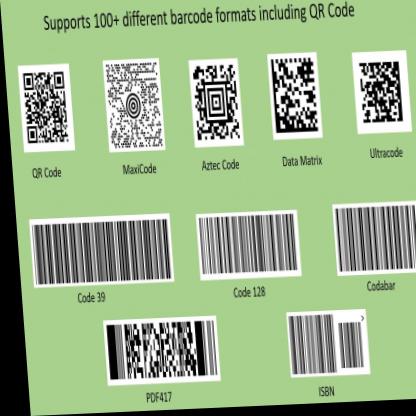 Supports 100+ different barcode formats including QR Code
QR Code
MaxiCode
Aztec Code
Data Matrix
Ultracode
Code 39
Code 128
Codabar
PDF417
ISBN